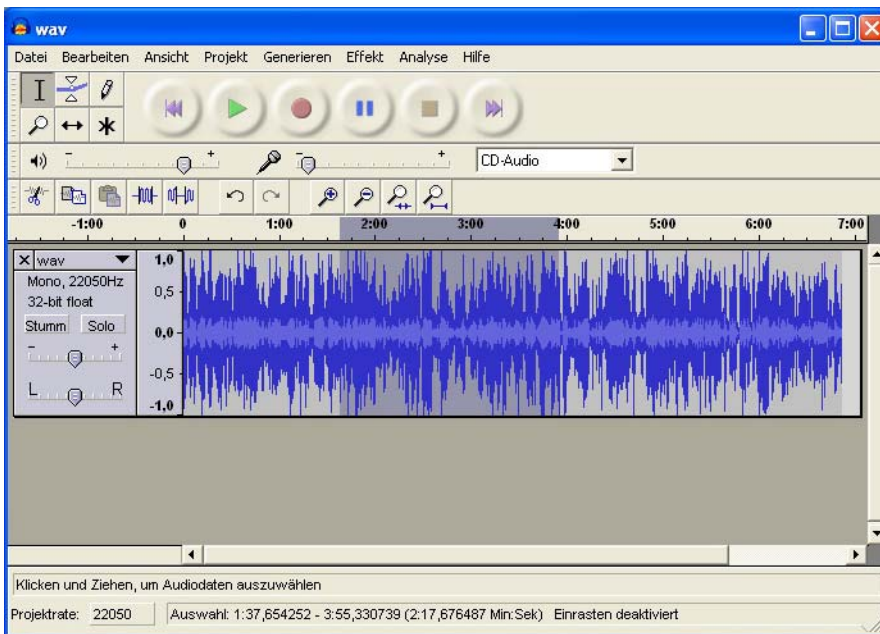 wav
Datei Bearbeiten Ansicht Projekt Generieren Effekt Analyse Hilfe
- + - + CD-Audio
-1:00 0 1:00 2:00 3:00 4:00 5:00 6:00 7:00
wav
Mono, 22050Hz
32-bit float
Stumm Solo
- +
L R
1,0
0,5
0,0
-0,5
-1,0
Klicken und Ziehen, um Audiodaten auszuwählen
Projektrate: 22050 Auswahl: 1:37,654252 - 3:55,330739 (2:17,676487 Min:Sek) Einrasten deaktiviert